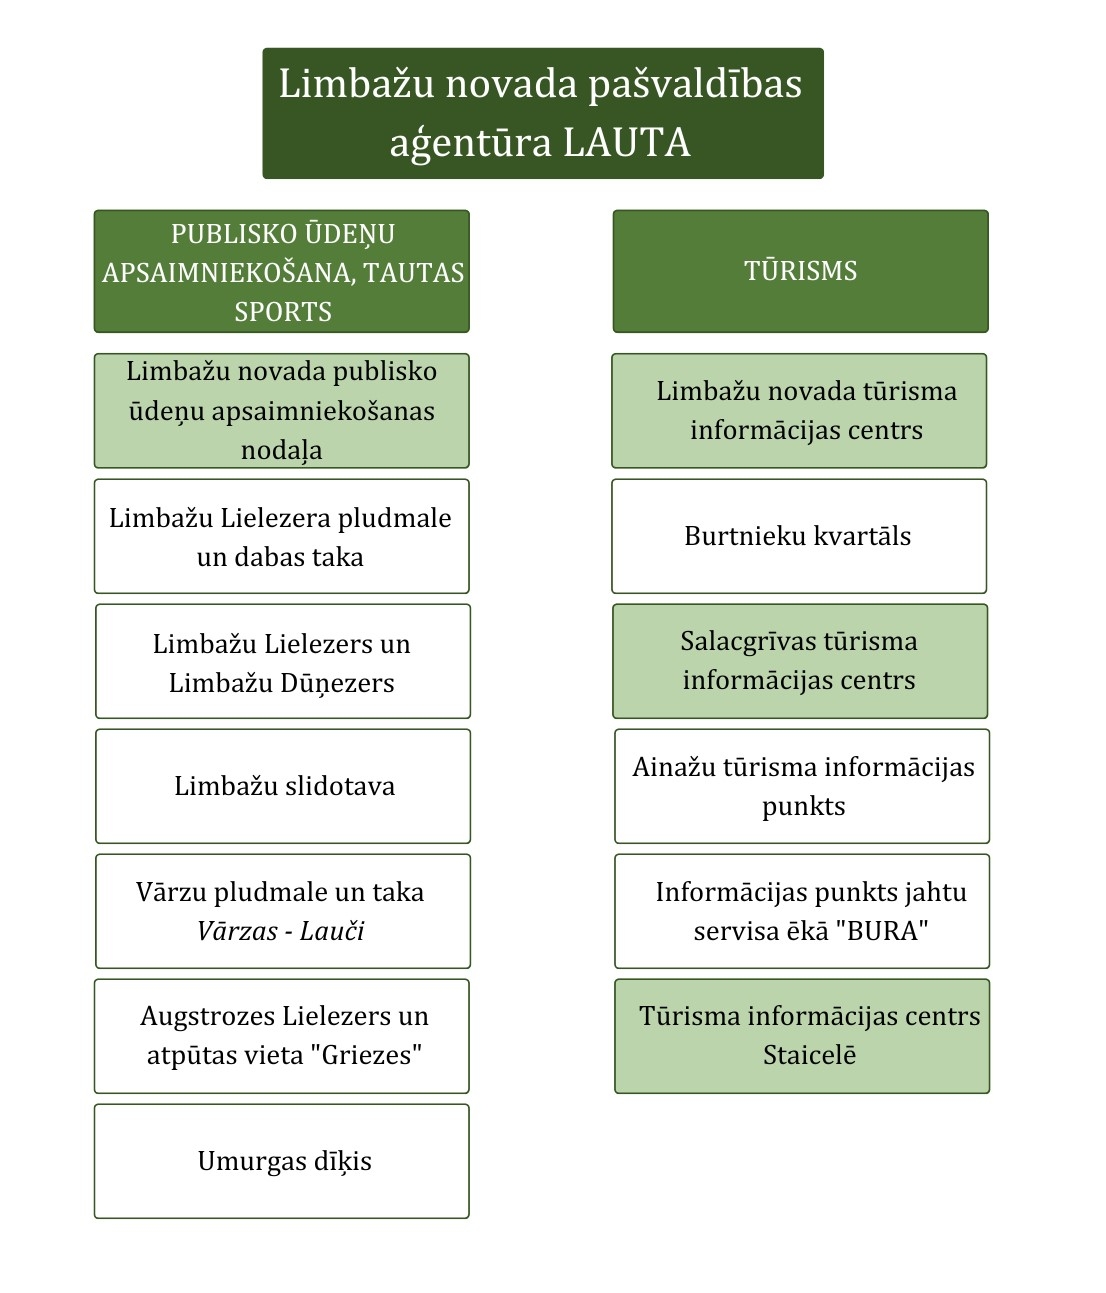 Limbažu novada pašvaldības
aģentūra LAUTA
PUBLISKO ŪDEŅU
APSAIMNIEKOŠANA, TAUTAS
SPORTS
Limbažu novada publisko
ūdeņu apsaimniekošanas
nodaļa
Limbažu Lielezera pludmale
un dabas taka
Limbažu Lielezers un
Limbažu Dūņezers
Limbažu slidotava
Vārzu pludmale un taka
Vārzas - Lauči
Augstrozes Lielezers un
atpūtas vieta "Griezes"
Umurgas dīķis
TŪRISMS
Limbažu novada tūrisma
informācijas centrs
Burtnieku kvartāls
Salacgrīvas tūrisma
informācijas centrs
Ainažu tūrisma informācijas
punkts
Informācijas punkts jahtu
servisa ēkā "BURA"
Tūrisma informācijas centrs
Staicelē